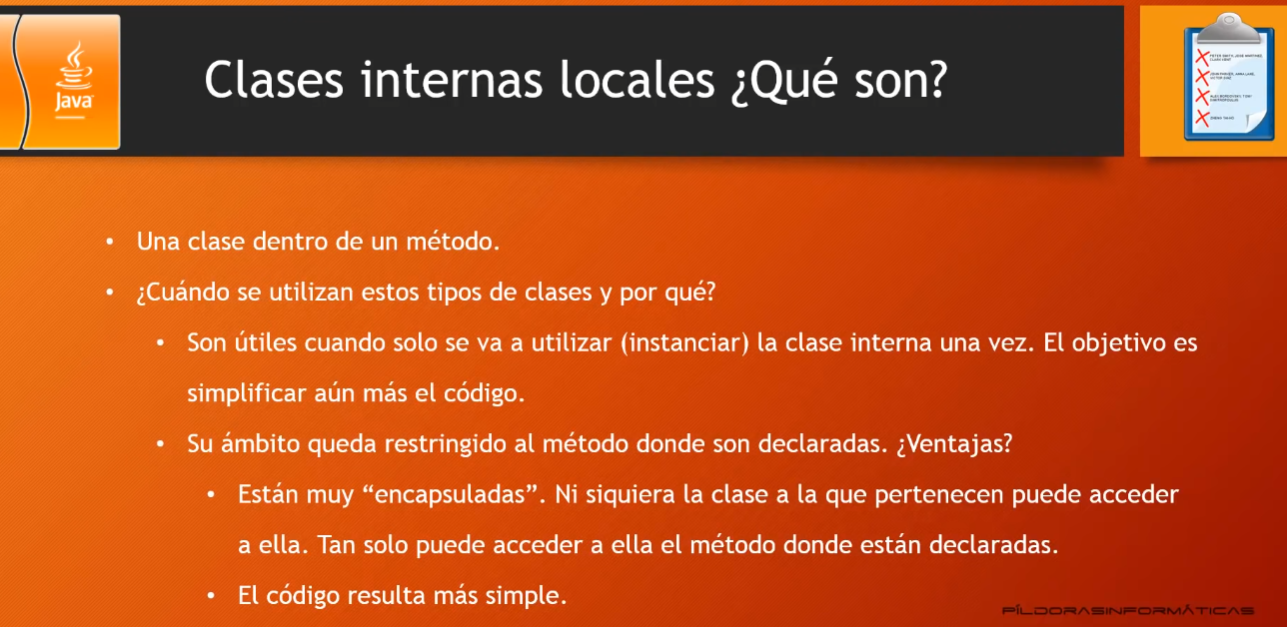 Java
Clases internas locales ¿Qué son?
• Una clase dentro de un método.
• ¿Cuándo se utilizan estos tipos de clases y por qué?
• Son útiles cuando solo se va a utilizar (instanciar) la clase interna una vez. El objetivo es
simplificar aún más el código.
• Su ámbito queda restringido al método donde son declaradas. ¿Ventajas?
• Están muy “encapsuladas”. Ni siquiera la clase a la que pertenecen puede acceder
a ella. Tan solo puede acceder a ella el método donde están declaradas.
• El código resulta más simple.
PÍLDORASINFORMÁTICAS